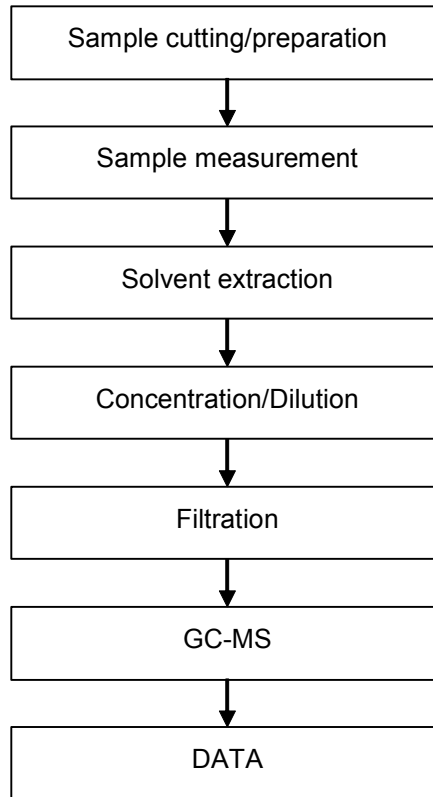 Sample cutting/preparation
Sample measurement
Solvent extraction
Concentration/Dilution
Filtration
GC-MS
DATA